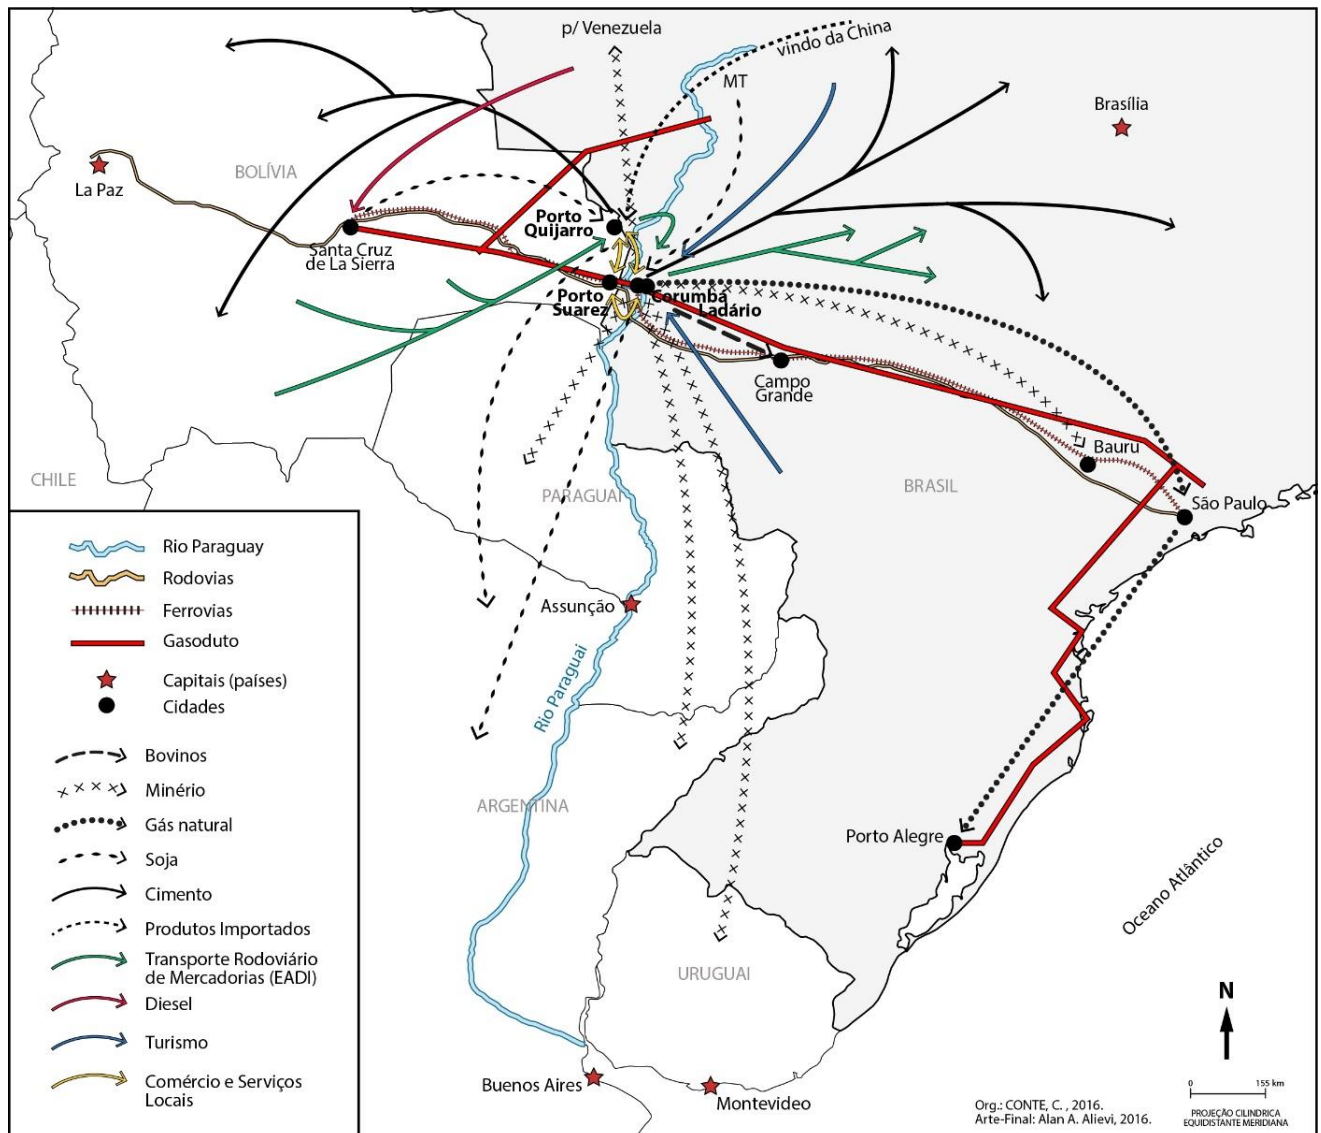 p/ Venezuela
vindo da China
MT
Brasília
La Paz
BOLÍVIA
Porto
Quijarro
Santa Cruz
de La Sierra
Porto
Suarez
Corumbá
Ladário
Campo
Grande
CHILE
PARAGUAI
BRASIL
Bauru
São Paulo
Assunção
Rio Paraguai
ARGENTINA
Porto Alegre
Oceano Atlântico
URUGUAI
Buenos Aires
Montevideo
Rio Paraguay
Rodovias
Ferrovias
Gasoduto
Capitais (países)
Cidades
Bovinos
Minério
Gás natural
Soja
Cimento
Produtos Importados
Transporte Rodoviário
de Mercadorias (EADI)
Diesel
Turismo
Comércio e Serviços
Locais
N
0 155 km
PROJEÇÃO CILINDRICA
EQUIDISTANTE MERIDIANA
Org.: CONTE, C. , 2016.
Arte-Final: Alan A. Alievi, 2016.